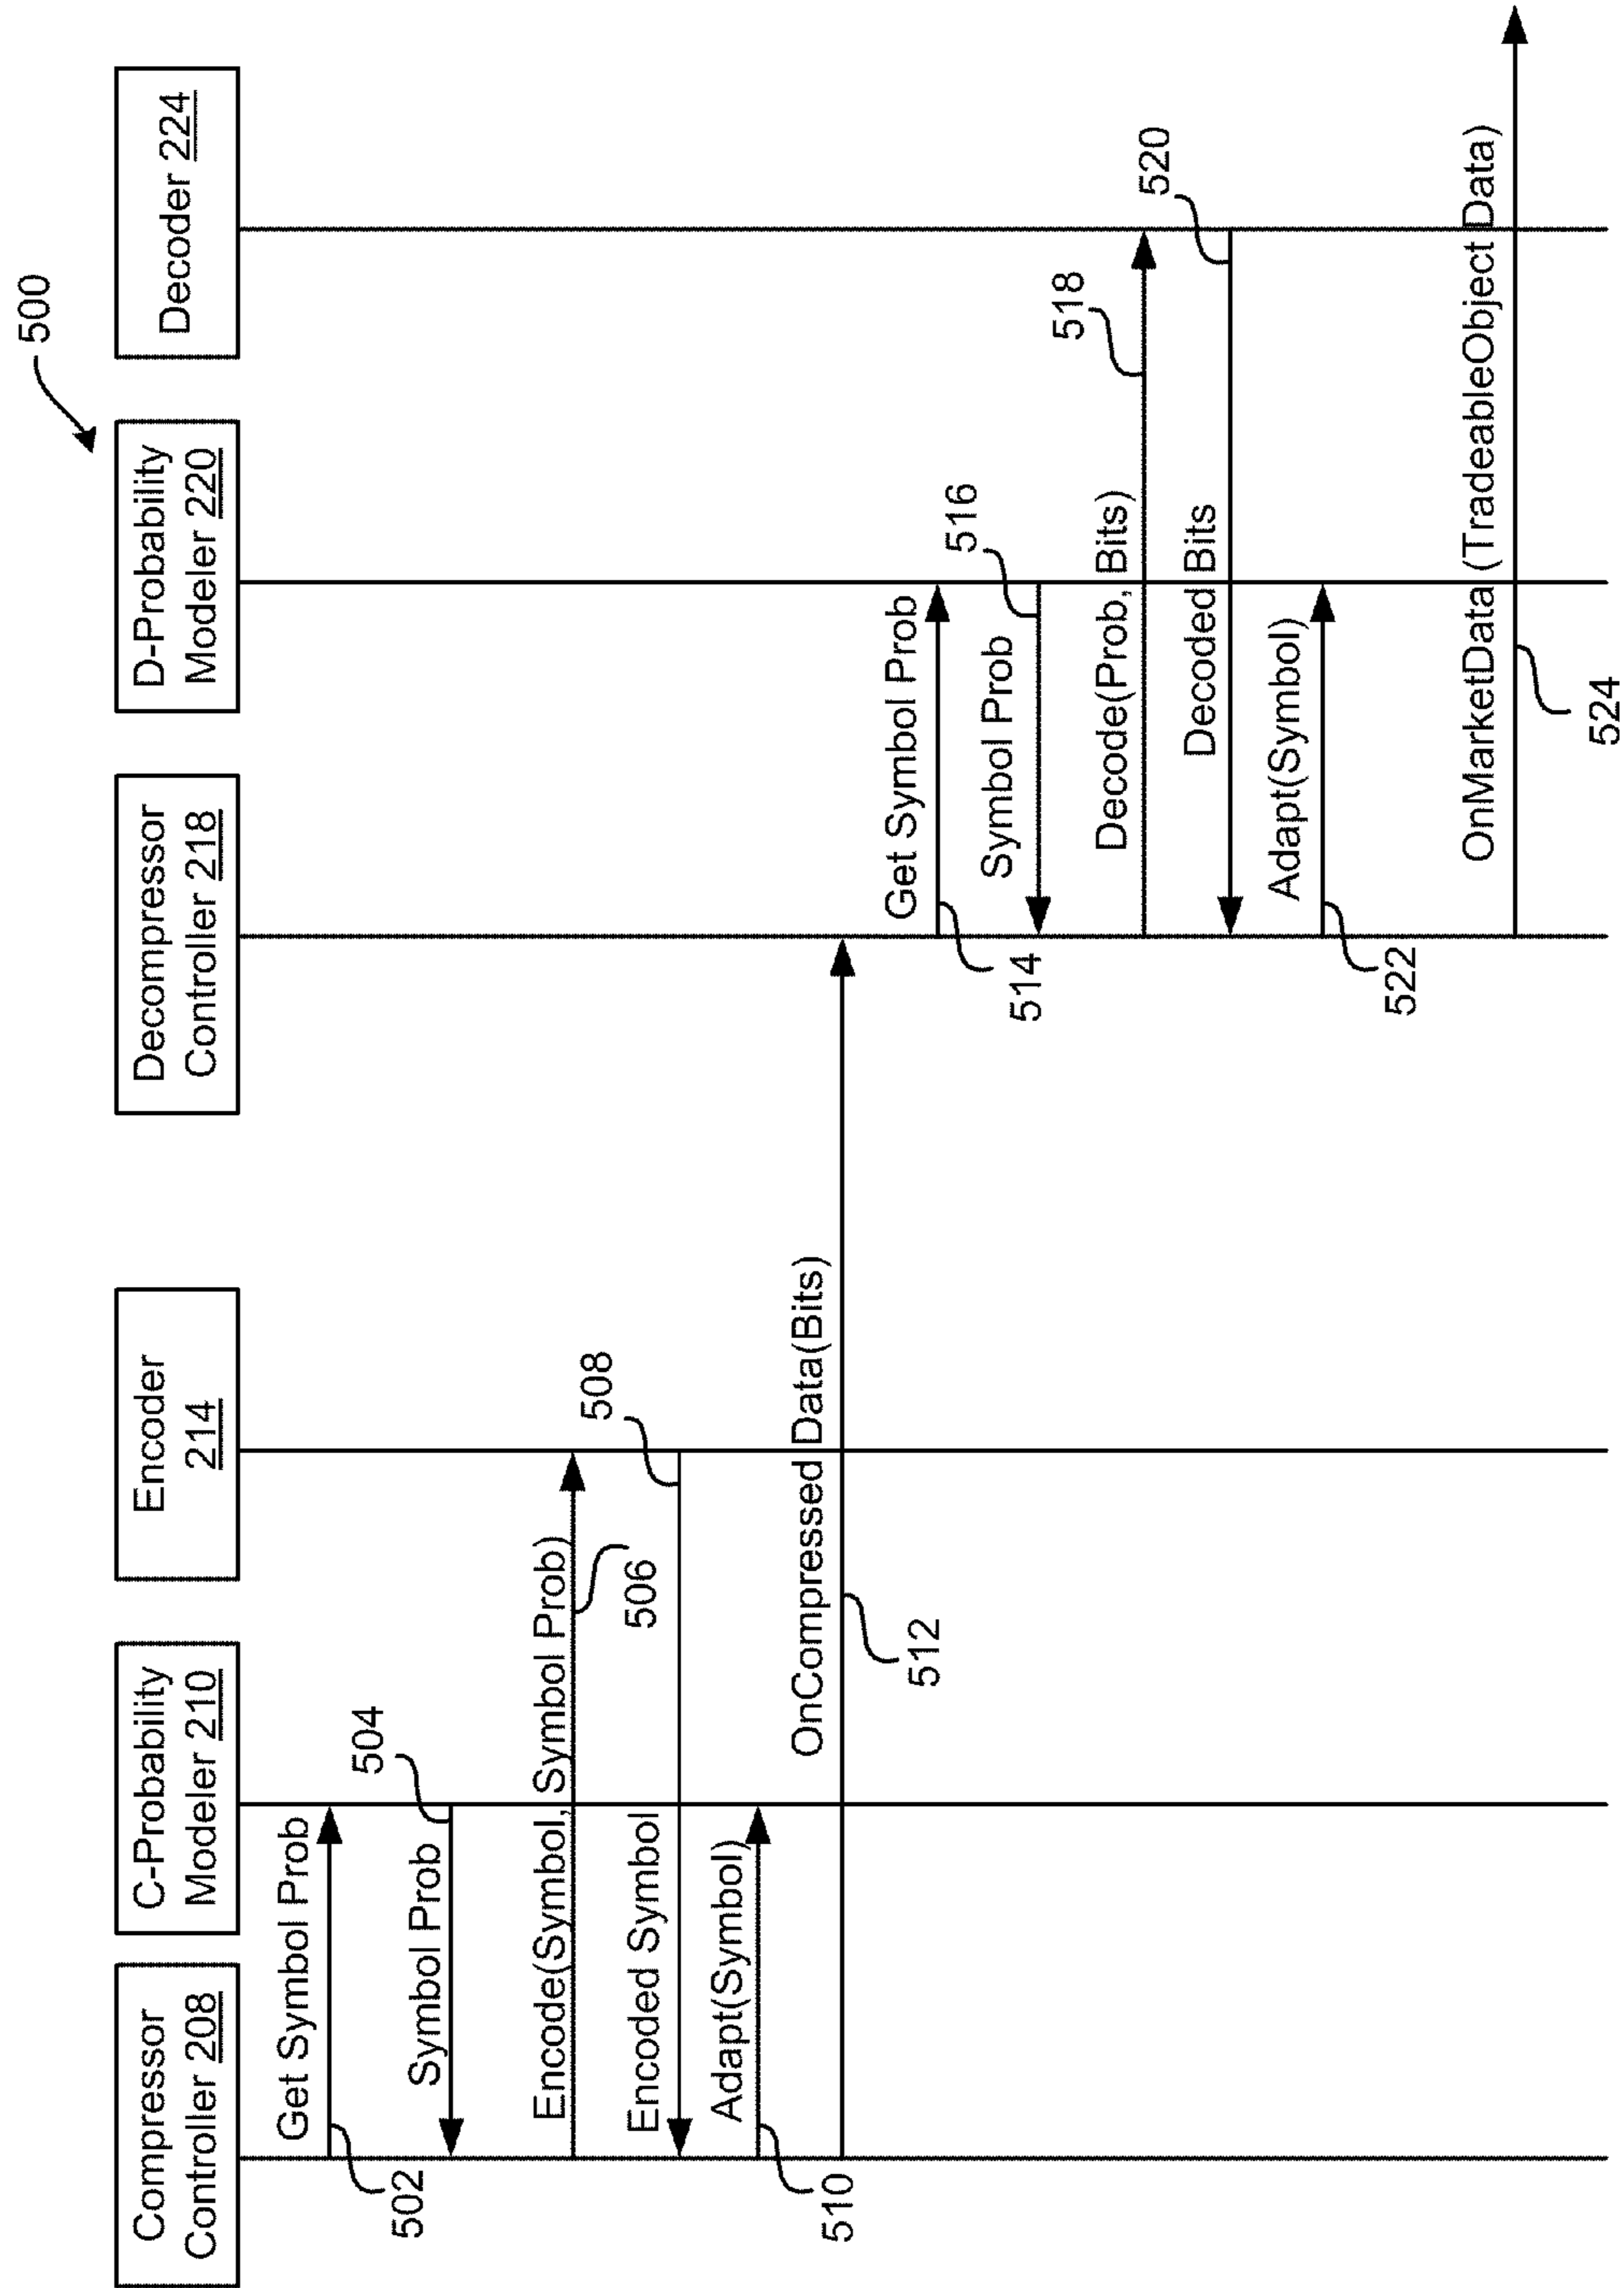 500
Compressor
Controller 208
C-Probability
Modeler 210
Encoder
214
Decompressor
Controller 218
D-Probability
Modeler 220
Decoder 224
Get Symbol Prob
502
504
Symbol Prob
Encode(Symbol, Symbol Prob)
506
508
Encoded Symbol
Adapt(Symbol)
510
OnCompressed Data(Bits)
512
Get Symbol Prob
514
516
Symbol Prob
518
Decode(Prob, Bits)
520
Decoded Bits
Adapt(Symbol)
522
OnMarketData (TradeableObject Data)
524